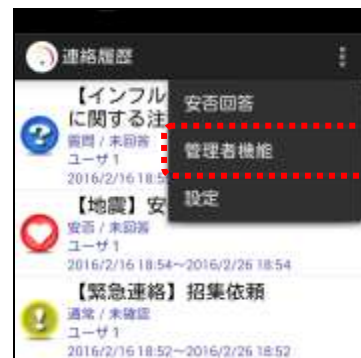 連絡履歴
【インフル
に関する注
質問 / 未回答
ユーザ1
2016/2/16 18:5
安否回答
管理者機能
設定
【地震】安
安否 / 未回答
ユーザ1
2016/2/16 18:54～2016/2/26 18:54
【緊急連絡】招集依頼
通常 / 未確認
ユーザ1
2016/2/16 18:52～2016/2/26 18:52